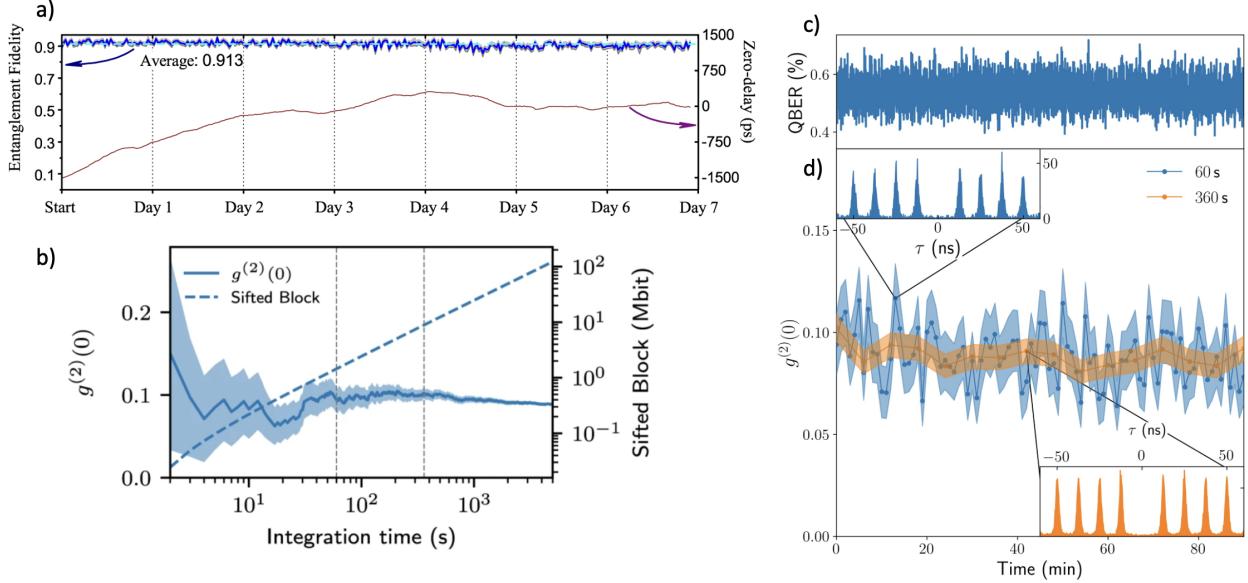 a)
Entanglement Fidelity
0.9
0.7
0.5
0.3
0.1
Average: 0.913
1500
750
0
-750
-1500
Zero-delay (ps)
Start
Day 1
Day 2
Day 3
Day 4
Day 5
Day 6
Day 7
b)
g⁽²⁾(0)
0.2
0.1
0.0
g⁽²⁾(0)
Sifted Block
10²
10¹
10⁰
10⁻¹
Sifted Block (Mbit)
10¹
10²
10³
Integration time (s)
c)
QBER (%)
0.6
0.4
d)
60 s
360 s
50
0
−50
0
50
τ (ns)
g⁽²⁾(0)
0.15
0.10
0.05
0.00
τ (ns)
−50
0
50
0
20
40
60
80
Time (min)